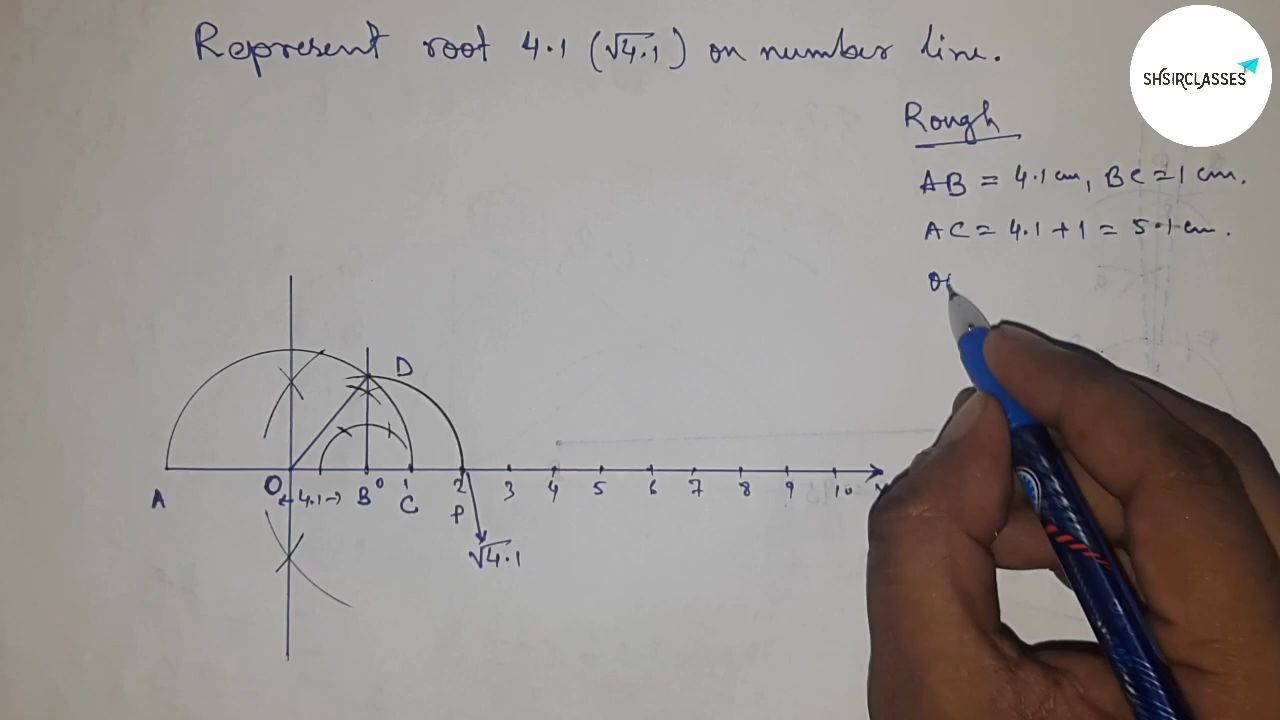 Represent root 4.1 (√4.1) on number line.
SHSIRCLASSES
Rough
AB = 4.1 cm, BC = 1 cm.
AC = 4.1 + 1 = 5.1 cm.
O
D
A O ←4.1→ B 0 1 2 3 4 5 6 7 8 9 10
C P
√4.1